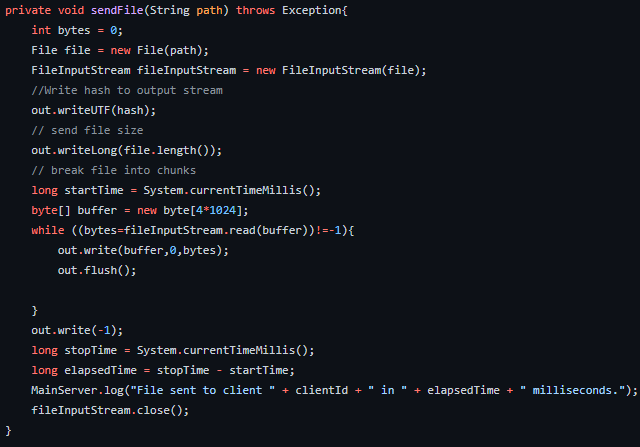 private void sendFile(String path) throws Exception{
    int bytes = 0;
    File file = new File(path);
    FileInputStream fileInputStream = new FileInputStream(file);
    //Write hash to output stream
    out.writeUTF(hash);
    // send file size
    out.writeLong(file.length());
    // break file into chunks
    long startTime = System.currentTimeMillis();
    byte[] buffer = new byte[4*1024];
    while ((bytes=fileInputStream.read(buffer))!=-1){
        out.write(buffer,0,bytes);
        out.flush();
    }
    out.write(-1);
    long stopTime = System.currentTimeMillis();
    long elapsedTime = stopTime - startTime;
    MainServer.log("File sent to client " + clientId + " in " + elapsedTime + " milliseconds.");
    fileInputStream.close();
}